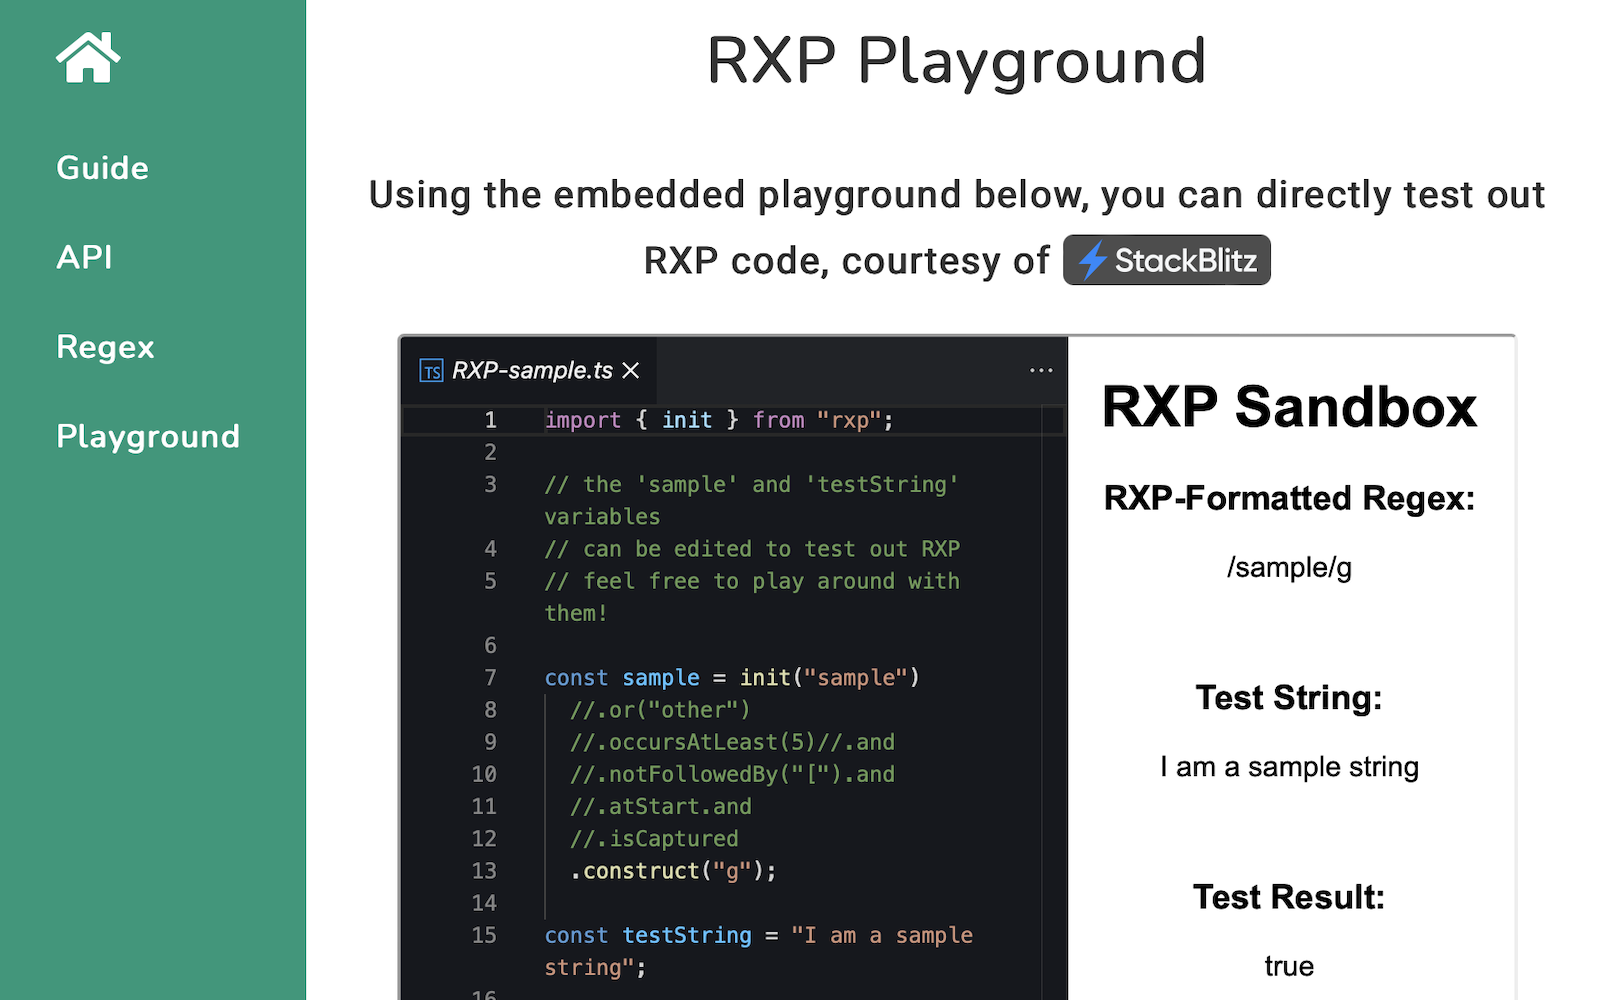 Guide
API
Regex
Playground
RXP Playground
Using the embedded playground below, you can directly test out
RXP code, courtesy of StackBlitz
TS RXP-sample.ts
1 import { init } from "rxp";
2
3 // the 'sample' and 'testString'
variables
4 // can be edited to test out RXP
5 // feel free to play around with
them!
6
7 const sample = init("sample")
8 //.or("other")
9 //.occursAtLeast(5)//.and
10 //.notFollowedBy("[").and
11 //.atStart.and
12 //.isCaptured
13 .construct("g");
14
15 const testString = "I am a sample
string";
16
RXP Sandbox
RXP-Formatted Regex:
/sample/g
Test String:
I am a sample string
Test Result:
true